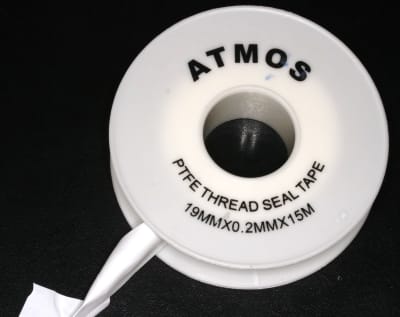 ATMOS
PTFE THREAD SEAL TAPE
19MMX0.2MMX15M